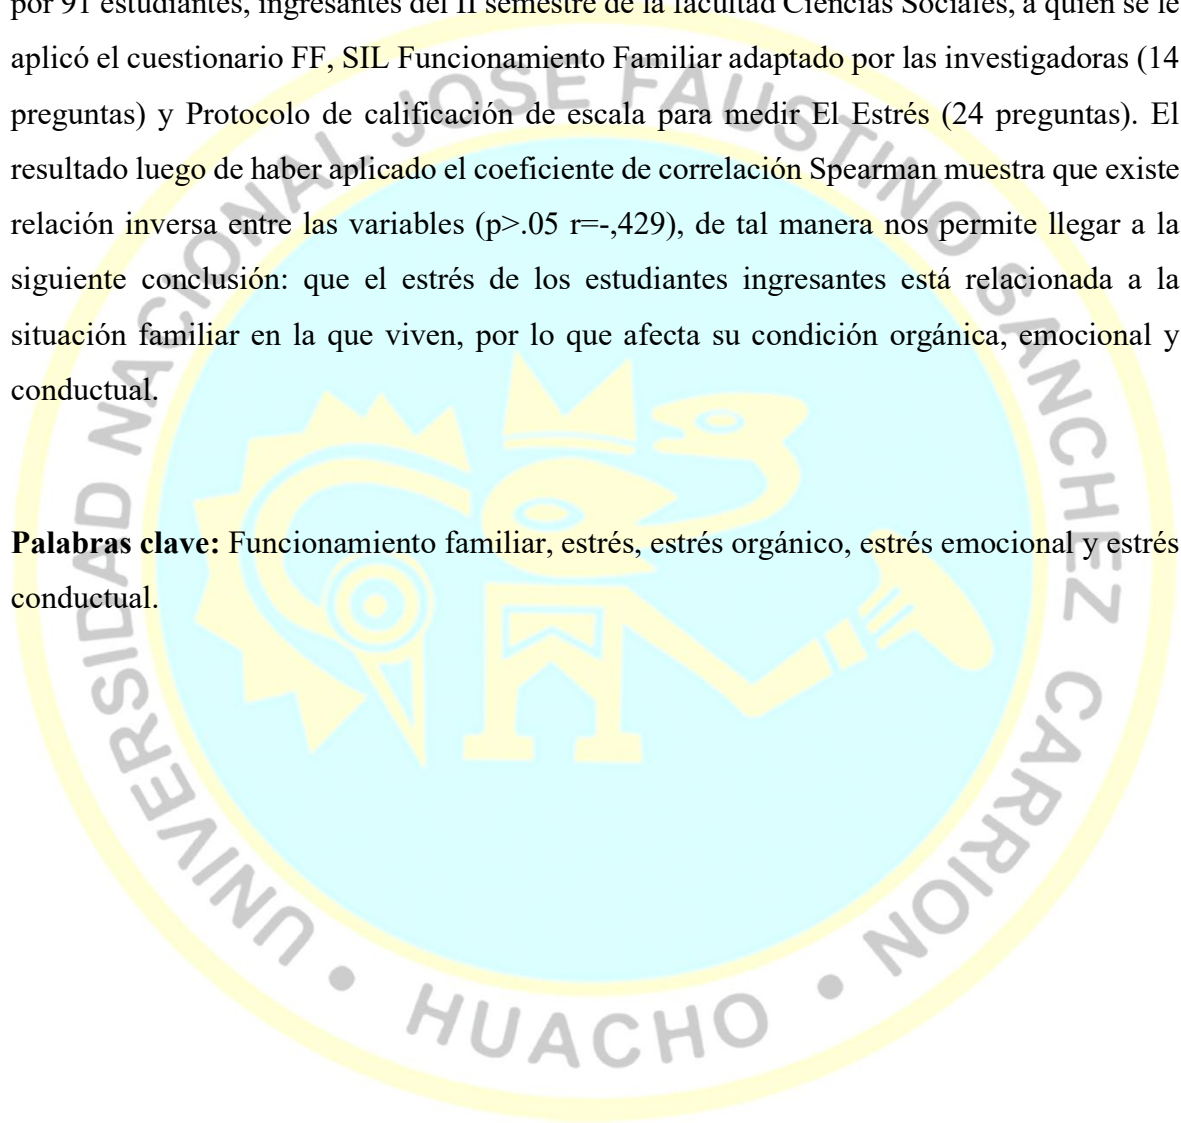 por 91 estudiantes, ingresantes del II semestre de la facultad Ciencias Sociales, a quien se le
aplicó el cuestionario FF, SIL Funcionamiento Familiar adaptado por las investigadoras (14
preguntas) y Protocolo de calificación de escala para medir El Estrés (24 preguntas). El
resultado luego de haber aplicado el coeficiente de correlación Spearman muestra que existe
relación inversa entre las variables (p>.05 r=-,429), de tal manera nos permite llegar a la
siguiente conclusión: que el estrés de los estudiantes ingresantes está relacionada a la
situación familiar en la que viven, por lo que afecta su condición orgánica, emocional y
conductual.
Palabras clave: Funcionamiento familiar, estrés, estrés orgánico, estrés emocional y estrés
conductual.
UNIVERSIDAD NACIONAL JOSE FAUSTINO SANCHEZ CARRION
• HUACHO •